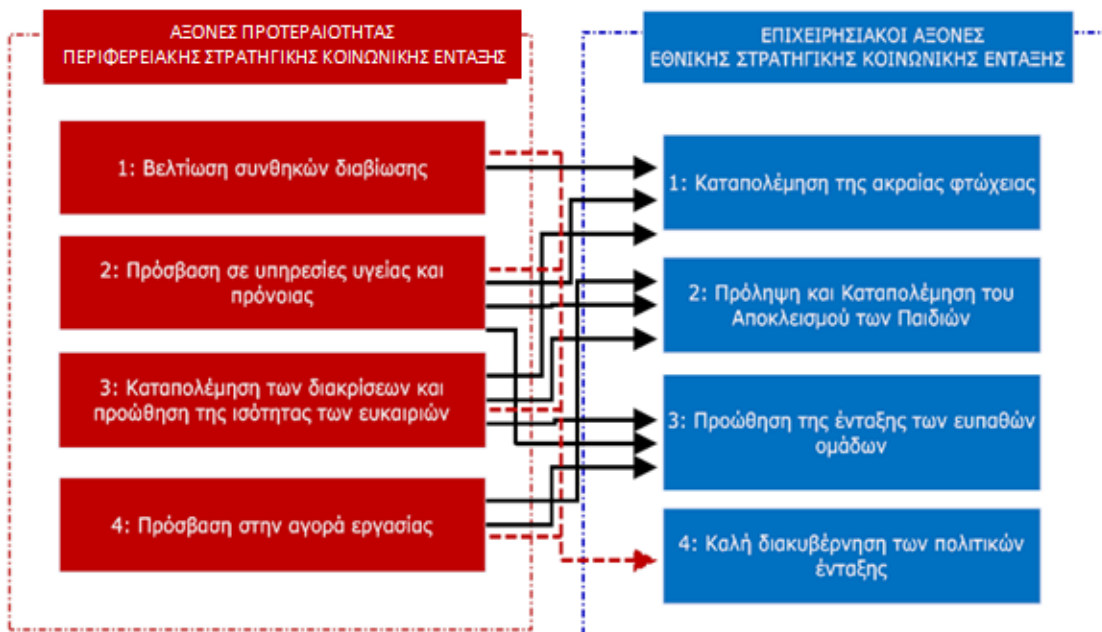 ΑΞΟΝΕΣ ΠΡΟΤΕΡΑΙΟΤΗΤΑΣ
ΠΕΡΙΦΕΡΕΙΑΚΗΣ ΣΤΡΑΤΗΓΙΚΗΣ ΚΟΙΝΩΝΙΚΗΣ ΕΝΤΑΞΗΣ
1: Βελτίωση συνθηκών διαβίωσης
2: Πρόσβαση σε υπηρεσίες υγείας και
πρόνοιας
3: Καταπολέμηση των διακρίσεων και
προώθηση της ισότητας των ευκαιριών
4: Πρόσβαση στην αγορά εργασίας
ΕΠΙΧΕΙΡΗΣΙΑΚΟΙ ΑΞΟΝΕΣ
ΕΘΝΙΚΗΣ ΣΤΡΑΤΗΓΙΚΗΣ ΚΟΙΝΩΝΙΚΗΣ ΕΝΤΑΞΗΣ
1: Καταπολέμηση της ακραίας φτώχειας
2: Πρόληψη και Καταπολέμηση του
Αποκλεισμού των Παιδιών
3: Προώθηση της ένταξης των ευπαθών
ομάδων
4: Καλή διακυβέρνηση των πολιτικών
ένταξης